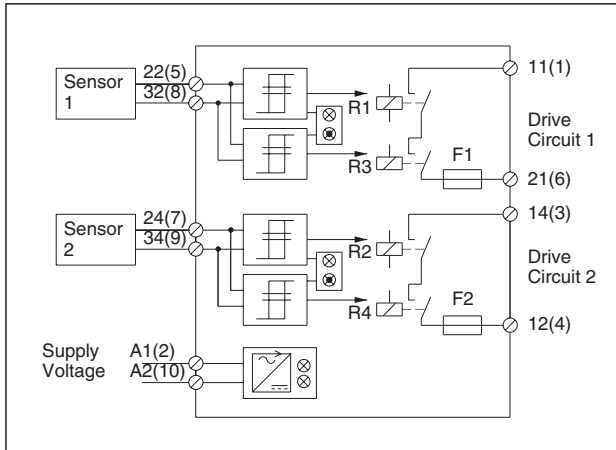 Sensor
1
22(5)
32(8)
R1
R3
F1
11(1)
Drive
Circuit 1
21(6)
Sensor
2
24(7)
34(9)
R2
R4
F2
14(3)
Drive
Circuit 2
12(4)
Supply
Voltage
A1(2)
A2(10)